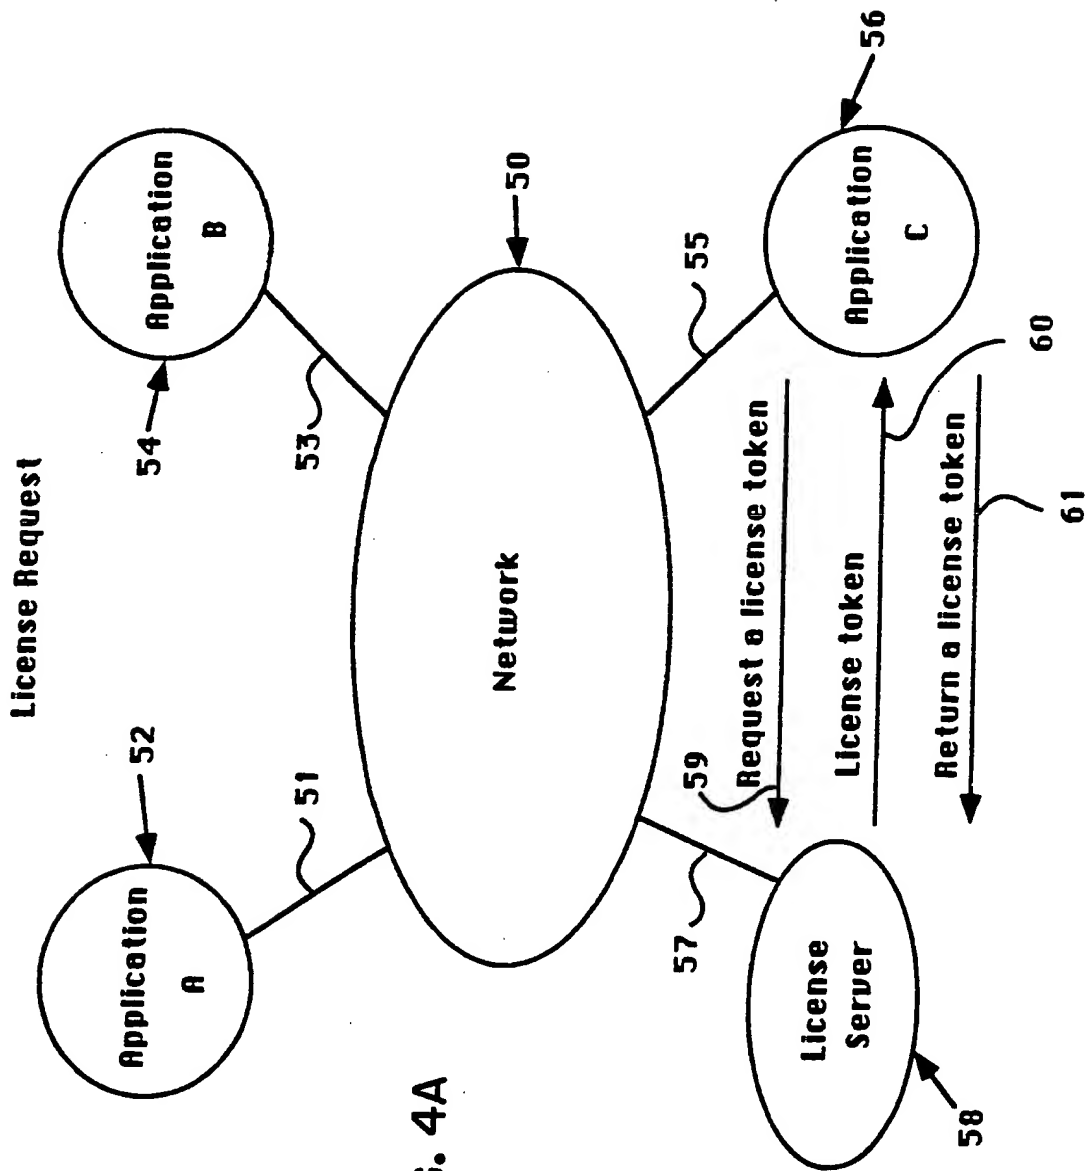 License Request
52
Application
A
51
54
Application
B
53
Network
50
55
56
Application
C
57
License
Server
58
59
Request a license token
License token
60
Return a license token
61
4A